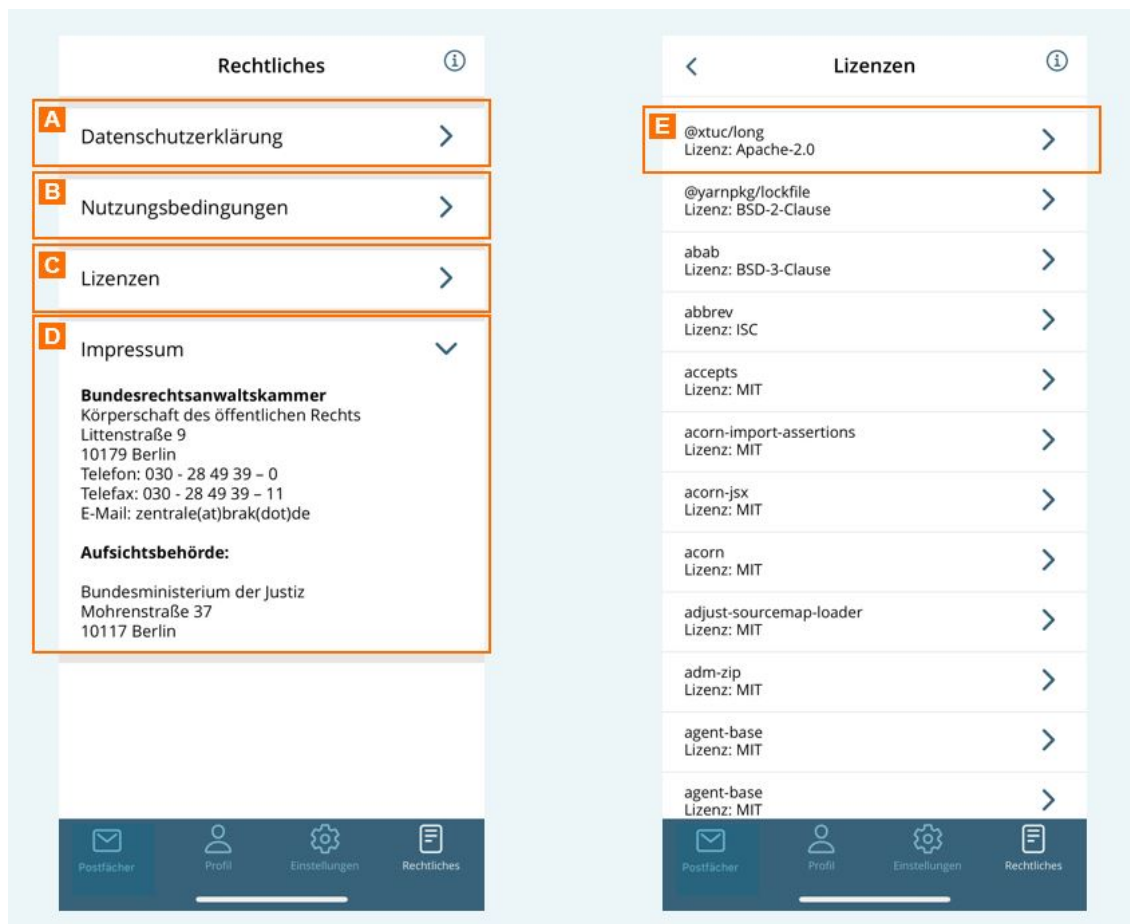 Rechtliches
A
Datenschutzerklärung
B
Nutzungsbedingungen
C
Lizenzen
D
Impressum
Bundesrechtsanwaltskammer
Körperschaft des öffentlichen Rechts
Littenstraße 9
10179 Berlin
Telefon: 030 - 28 49 39 – 0
Telefax: 030 - 28 49 39 – 11
E-Mail: zentrale(at)brak(dot)de
Aufsichtsbehörde:
Bundesministerium der Justiz
Mohrenstraße 37
10117 Berlin
Postfächer Profil Einstellungen Rechtliches
Lizenzen
E
@xtuc/long
Lizenz: Apache-2.0
@yarnpkg/lockfile
Lizenz: BSD-2-Clause
abab
Lizenz: BSD-3-Clause
abbrev
Lizenz: ISC
accepts
Lizenz: MIT
acorn-import-assertions
Lizenz: MIT
acorn-jsx
Lizenz: MIT
acorn
Lizenz: MIT
adjust-sourcemap-loader
Lizenz: MIT
adm-zip
Lizenz: MIT
agent-base
Lizenz: MIT
agent-base
Lizenz: MIT
Postfächer Profil Einstellungen Rechtliches